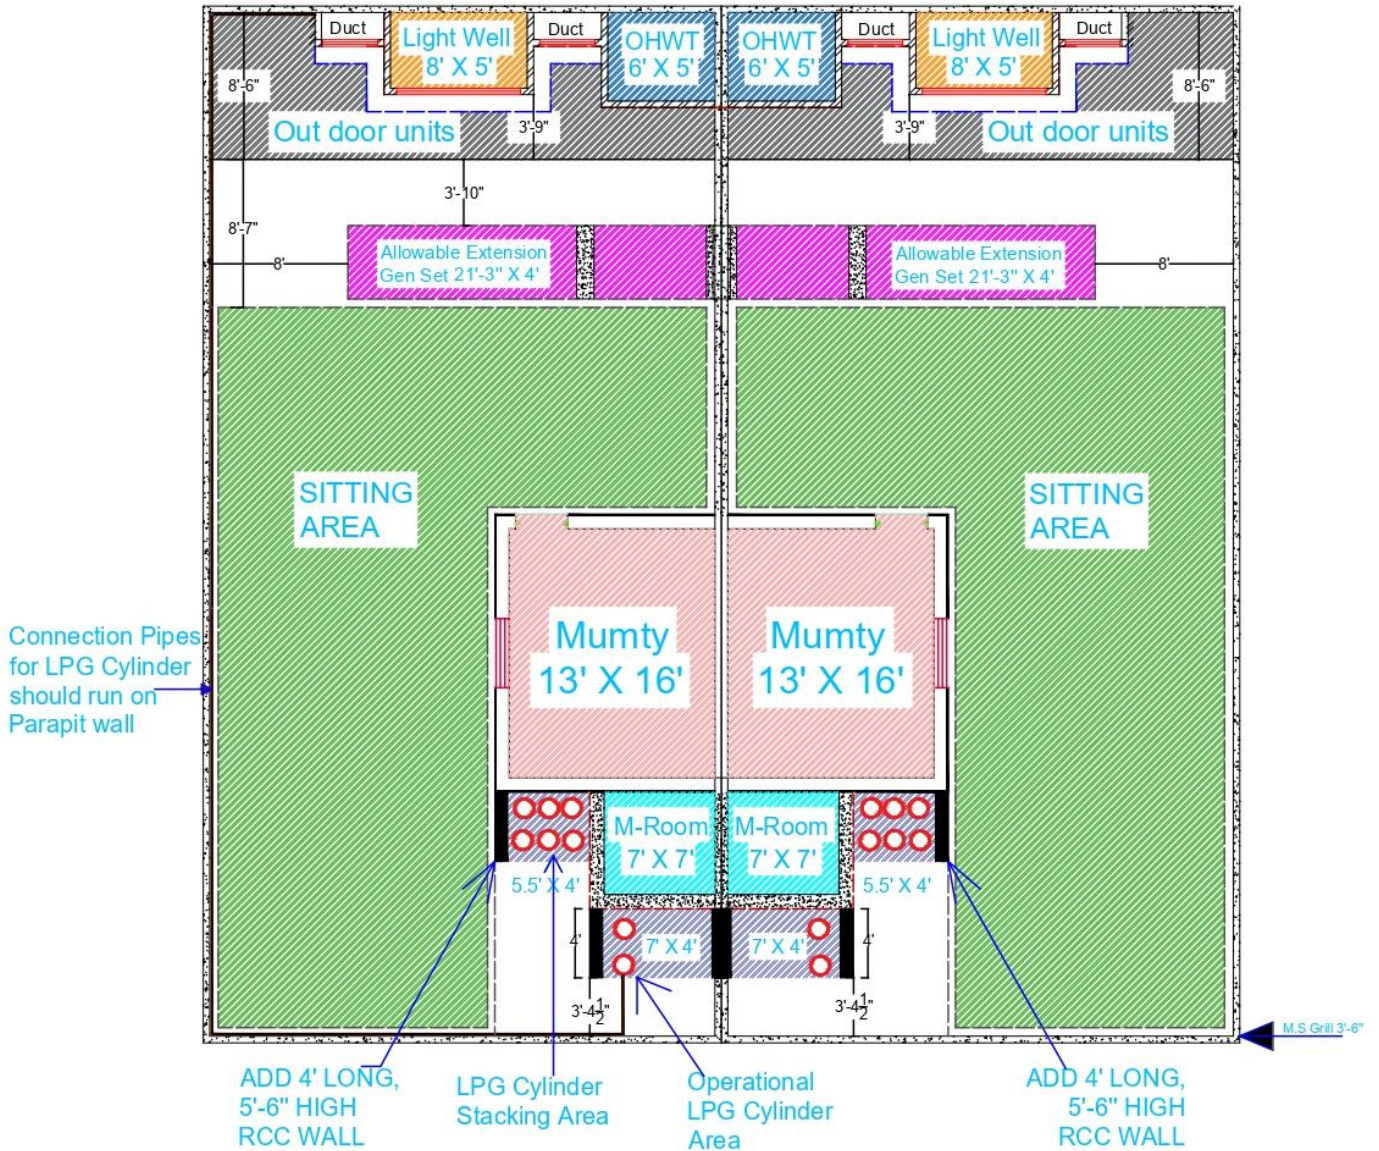 Duct
Light Well
8' X 5'
Duct
OHWT
6' X 5'
OHWT
6' X 5'
Duct
Light Well
8' X 5'
Duct
8'-6"
8'-6"
Out door units
3'-9"
3'-9"
Out door units
3'-10"
8'-7"
Allowable Extension
Gen Set 21'-3" X 4'
Allowable Extension
Gen Set 21'-3" X 4'
8'
8'
SITTING
AREA
SITTING
AREA
Mumty
13' X 16'
Mumty
13' X 16'
Connection Pipes
for LPG Cylinder
should run on
Parapit wall
M-Room
7' X 7'
M-Room
7' X 7'
5.5' X 4'
5.5' X 4'
4'
7' X 4'
7' X 4'
4'
3'-4 1/2"
3'-4 1/2"
M.S Grill 3'-6"
ADD 4' LONG,
5'-6" HIGH
RCC WALL
LPG Cylinder
Stacking Area
Operational
LPG Cylinder
Area
ADD 4' LONG,
5'-6" HIGH
RCC WALL